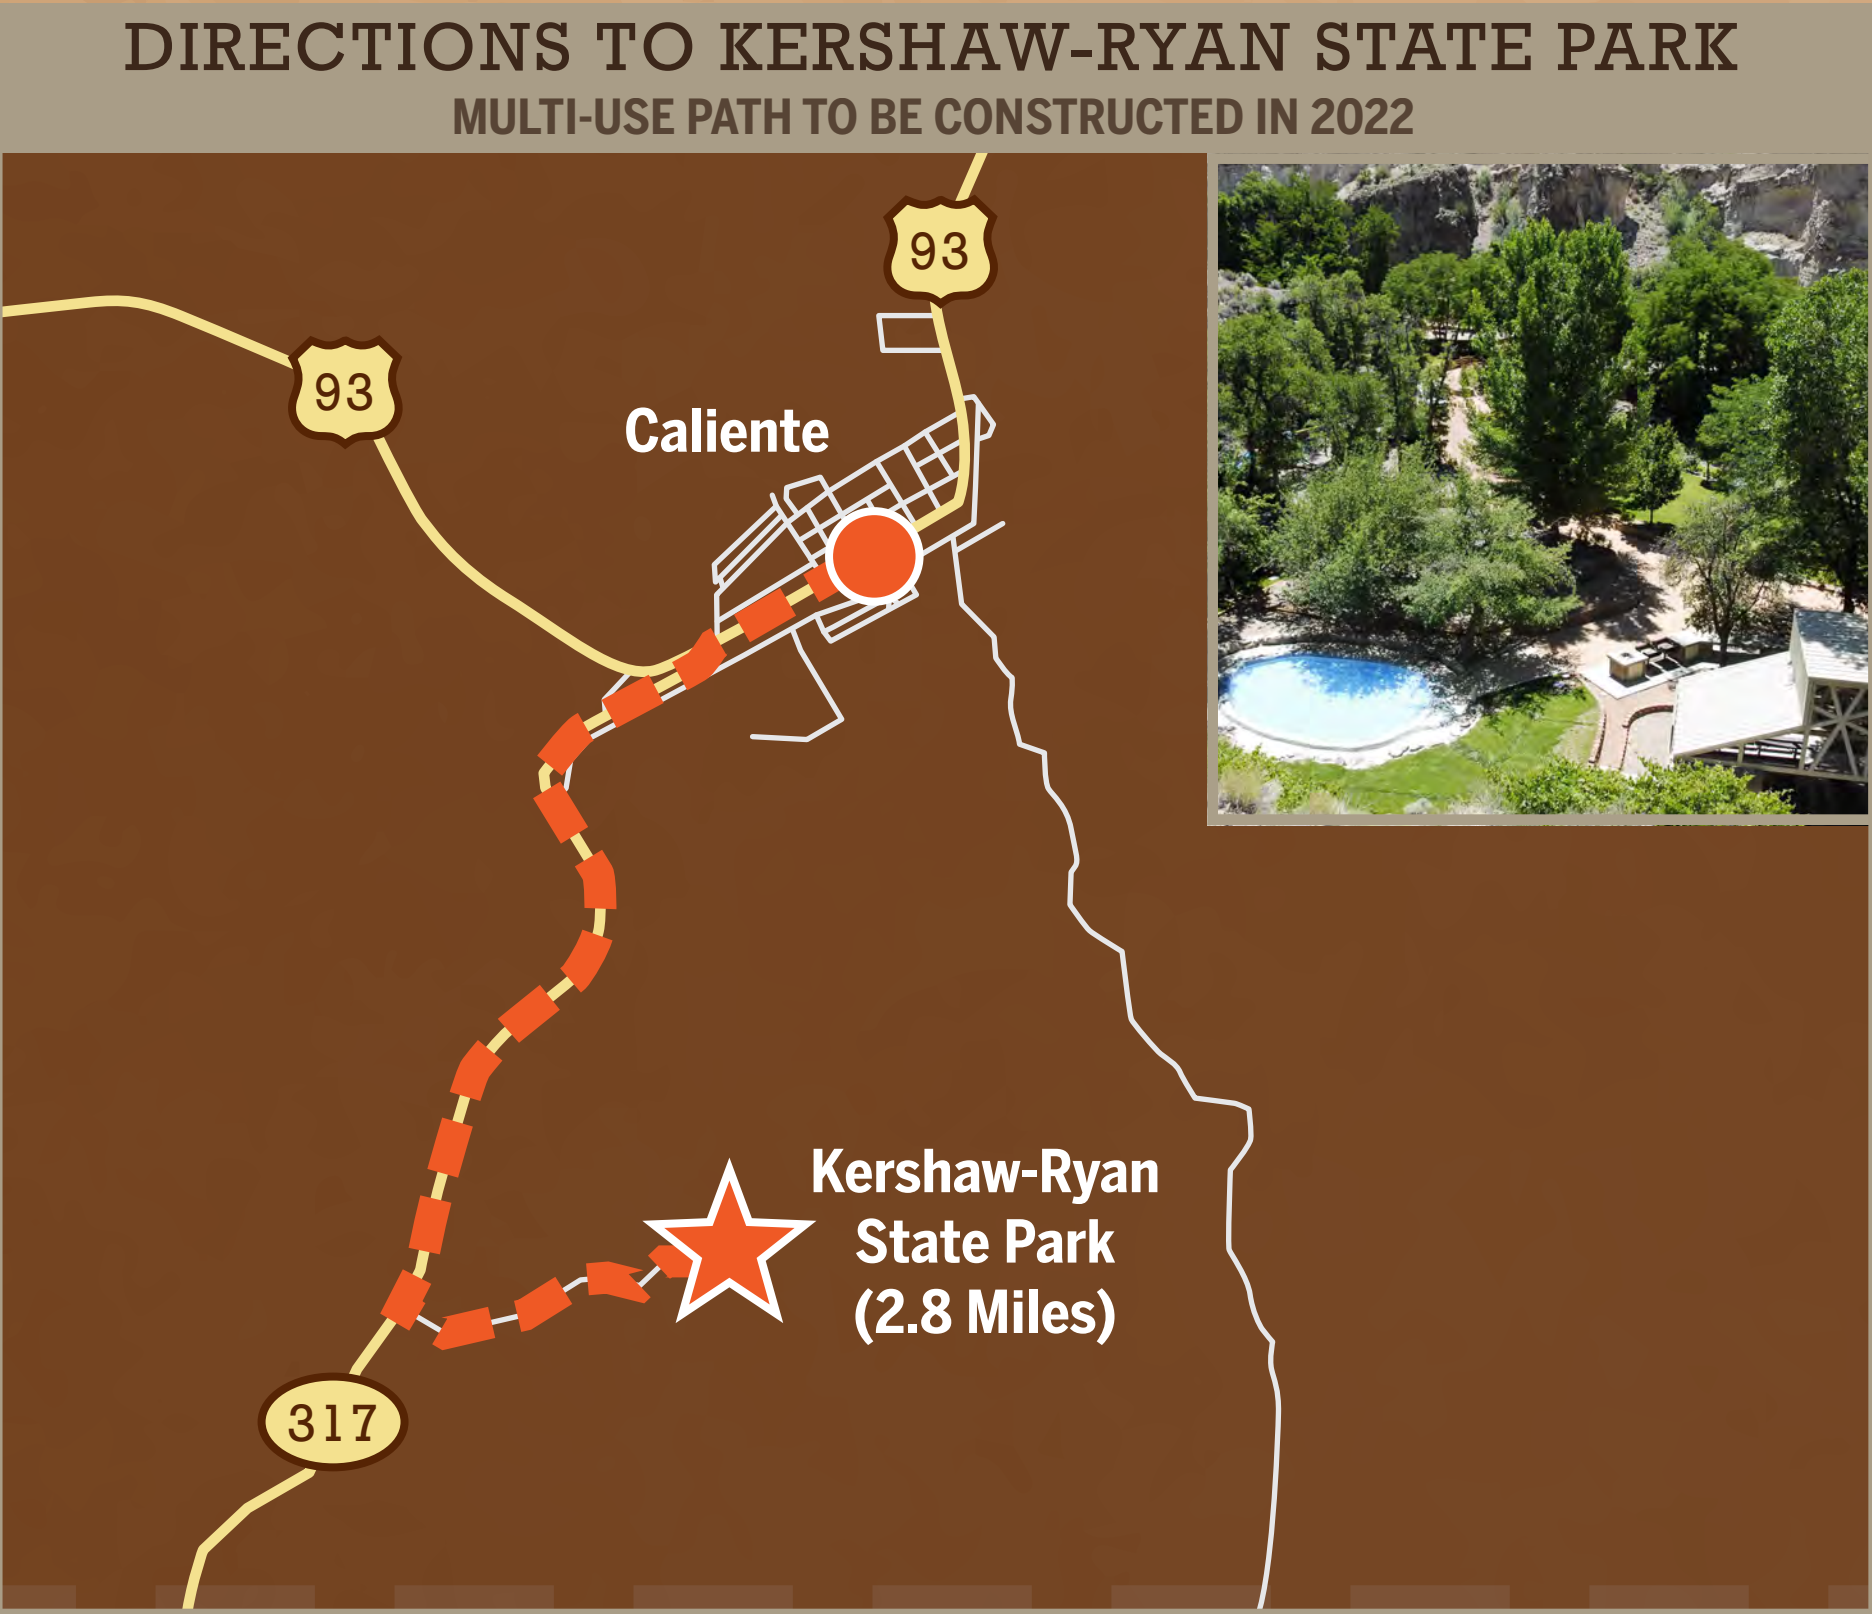 DIRECTIONS TO KERSHAW-RYAN STATE PARK
MULTI-USE PATH TO BE CONSTRUCTED IN 2022
93
93
Caliente
Kershaw-Ryan
State Park
(2.8 Miles)
317